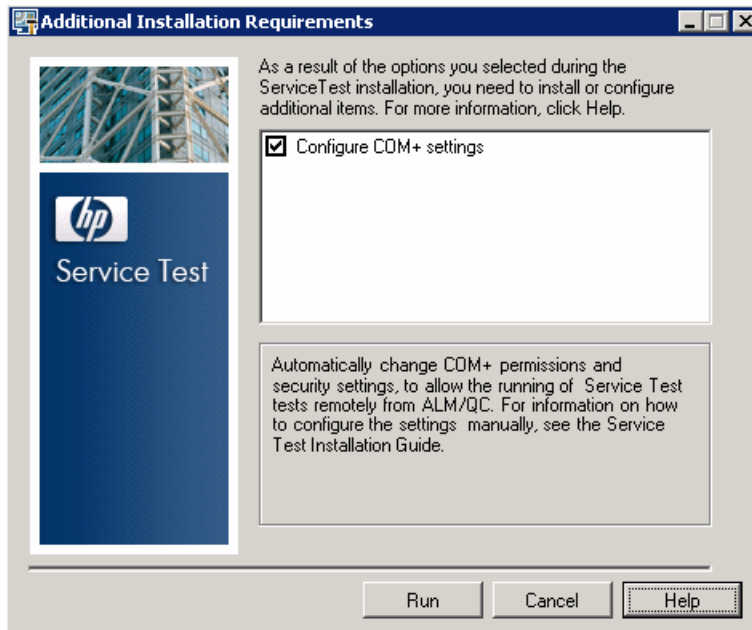 Additional Installation Requirements
As a result of the options you selected during the
ServiceTest installation, you need to install or configure
additional items. For more information, click Help.
Configure COM+ settings
hp
Service Test
Automatically change COM+ permissions and
security settings, to allow the running of Service Test
tests remotely from ALM/QC. For information on how
to configure the settings manually, see the Service
Test Installation Guide.
Run
Cancel
Help